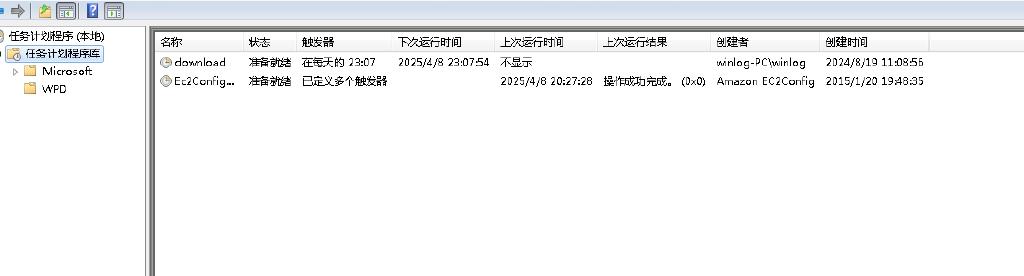 任务计划程序 (本地)
任务计划程序库
Microsoft
WPD
名称 状态 触发器 下次运行时间 上次运行时间 上次运行结果 创建者 创建时间
download 准备就绪 在每天的 23:07 2025/4/8 23:07:54 不显示 winlog-PC\winlog 2024/8/19 11:08:56
Ec2Config... 准备就绪 已定义多个触发器 2025/4/8 20:27:28 操作成功完成。 (0x0) Amazon EC2Config 2015/1/20 19:48:35